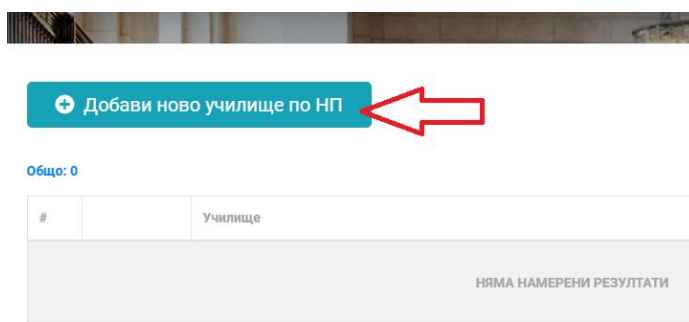 Добави ново училище по НП
Общо: 0
# Училище
НЯМА НАМЕРЕНИ РЕЗУЛТАТИ